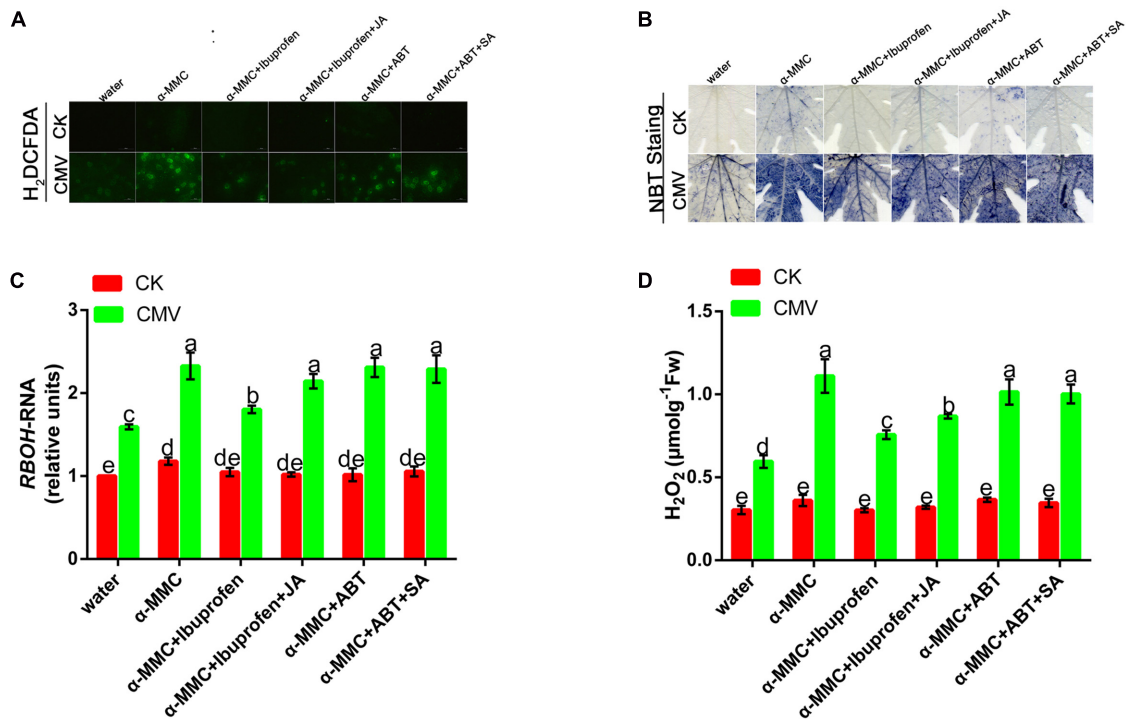 A
water
α-MMC
α-MMC+Ibuprofen
α-MMC+Ibuprofen+JA
α-MMC+ABT
α-MMC+ABT+SA
H₂DCFDA
CK
CMV
B
water
α-MMC
α-MMC+Ibuprofen
α-MMC+Ibuprofen+JA
α-MMC+ABT
α-MMC+ABT+SA
NBT Staing
CK
CMV
C
CK
CMV
RBOH-RNA
(relative units)
3
2
1
0
e
c
d
a
de
b
de
a
de
a
de
a
water
α-MMC
α-MMC+Ibuprofen
α-MMC+Ibuprofen+JA
α-MMC+ABT
α-MMC+ABT+SA
D
CK
CMV
H₂O₂ (μmolg⁻¹Fw)
1.5
1.0
0.5
0.0
e
d
e
a
e
c
e
b
e
a
e
a
water
α-MMC
α-MMC+Ibuprofen
α-MMC+Ibuprofen+JA
α-MMC+ABT
α-MMC+ABT+SA